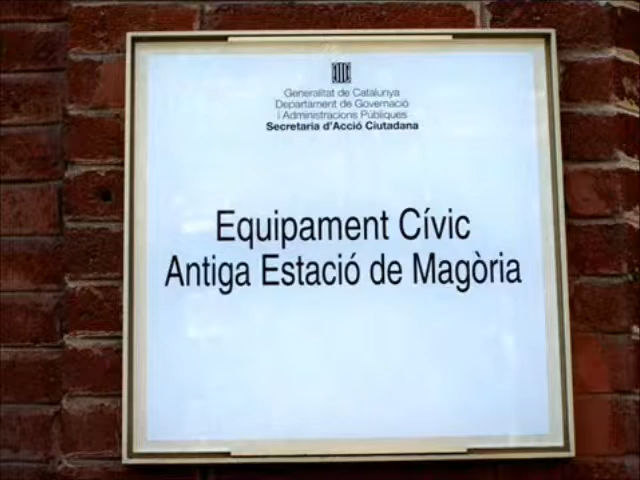 Generalitat de Catalunya
Departament de Governació
i Administracions Públiques
Secretaria d'Acció Ciutadana
Equipament Cívic
Antiga Estació de Magòria